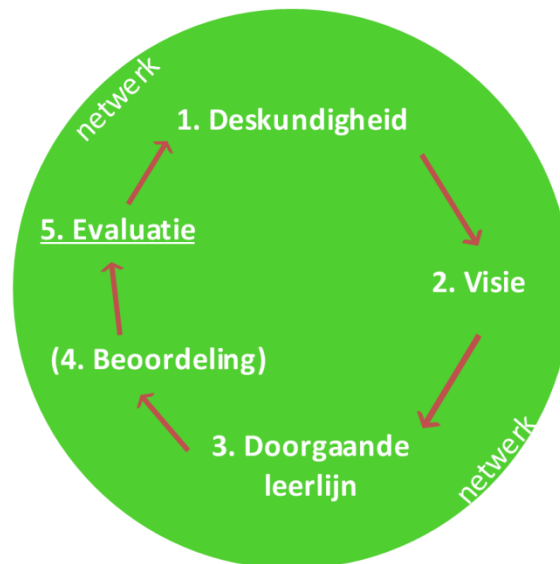 netwerk
1. Deskundigheid
5. Evaluatie
2. Visie
(4. Beoordeling)
3. Doorgaande
leerlijn
netwerk